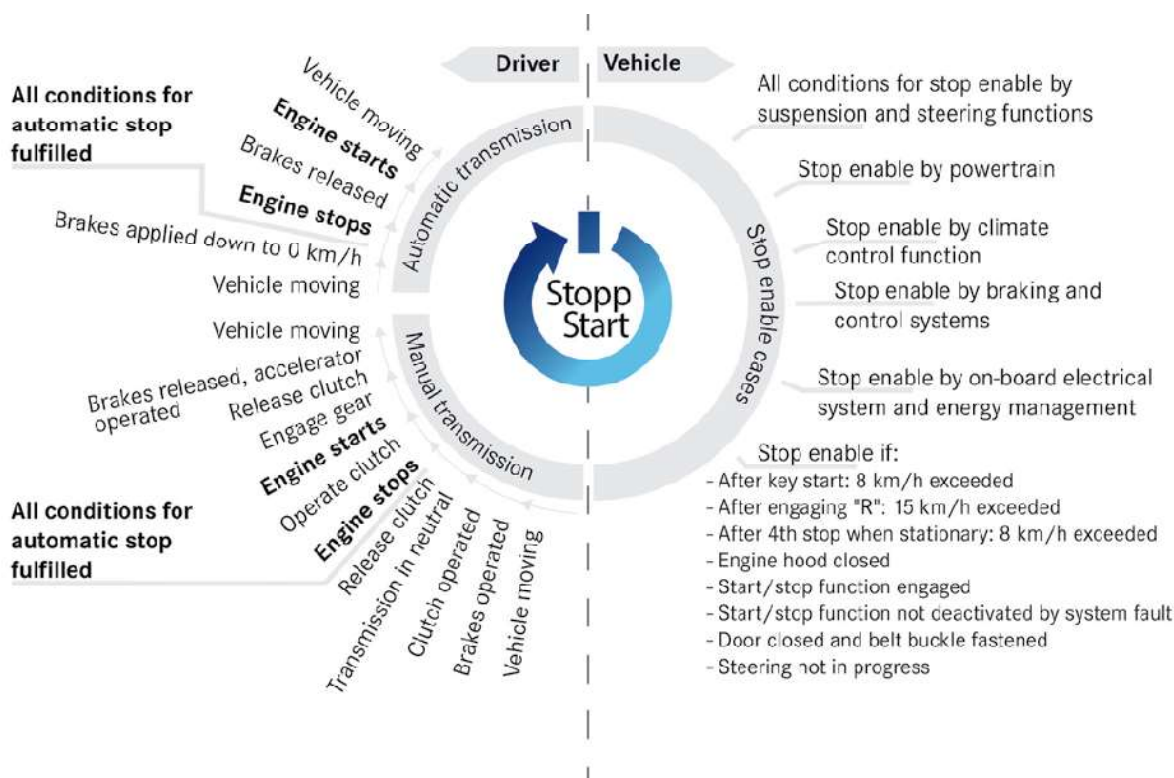 Driver
Vehicle
All conditions for
automatic stop
fulfilled
Vehicle moving
Engine starts
Brakes released
Engine stops
Brakes applied down to 0 km/h
Vehicle moving
Automatic transmission
Vehicle moving
Brakes released, accelerator
operated
Release clutch
Engage gear
Engine starts
Operate clutch
Engine stops
Release clutch
Transmission in neutral
Clutch operated
Brakes operated
Vehicle moving
Manual transmission
All conditions for
automatic stop
fulfilled
Stopp
Start
Stop enable cases
All conditions for stop enable by
suspension and steering functions
Stop enable by powertrain
Stop enable by climate
control function
Stop enable by braking and
control systems
Stop enable by on-board electrical
system and energy management
Stop enable if:
- After key start: 8 km/h exceeded
- After engaging "R": 15 km/h exceeded
- After 4th stop when stationary: 8 km/h exceeded
- Engine hood closed
- Start/stop function engaged
- Start/stop function not deactivated by system fault
- Door closed and belt buckle fastened
- Steering not in progress